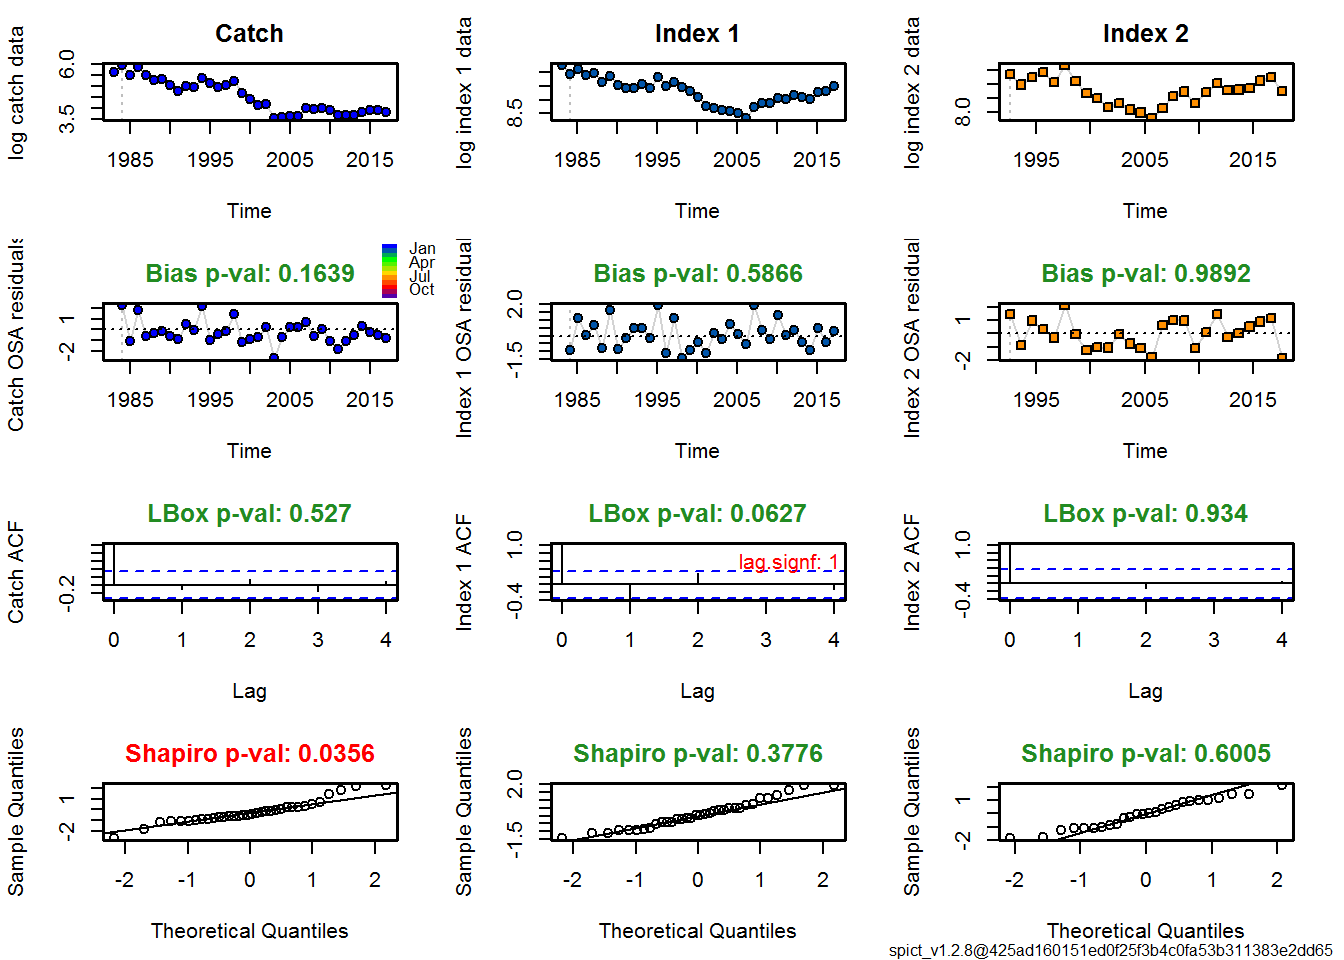 Catch
Index 1
Index 2
log catch data
6.0
3.5
1985
1995
2005
2015
Time
log index 1 data
8.5
1985
1995
2005
2015
Time
log index 2 data
8.0
1995
2005
2015
Time
Bias p-val: 0.1639
Jan
Apr
Jul
Oct
Bias p-val: 0.5866
Bias p-val: 0.9892
Catch OSA residuals
1
-2
1985
1995
2005
2015
Time
Index 1 OSA residual
2.0
-1.5
1985
1995
2005
2015
Time
Index 2 OSA residual
1
-2
1995
2005
2015
Time
LBox p-val: 0.527
LBox p-val: 0.0627
LBox p-val: 0.934
Catch ACF
-0.2
0
1
2
3
4
Lag
Index 1 ACF
1.0
-0.4
lag.signf: 1
0
1
2
3
4
Lag
Index 2 ACF
1.0
-0.4
0
1
2
3
4
Lag
Shapiro p-val: 0.0356
Shapiro p-val: 0.3776
Shapiro p-val: 0.6005
Sample Quantiles
1
-2
-2
-1
0
1
2
Theoretical Quantiles
Sample Quantiles
2.0
-1.5
-2
-1
0
1
2
Theoretical Quantiles
Sample Quantiles
1
-2
-2
-1
0
1
2
Theoretical Quantiles
spict_v1.2.8@425ad160151ed0f25f3b4c0fa53b311383e2dd65